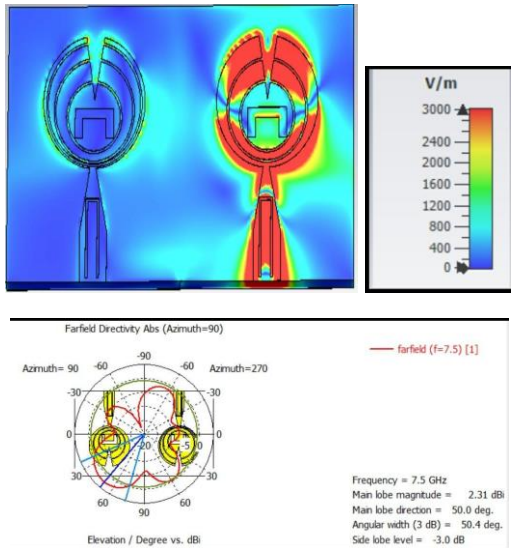 V/m
3000
2400
2000
1600
1200
800
400
0
Farfield Directivity Abs (Azimuth=90)
farfield (f=7.5) [1]
-90
-60
-60
Azimuth= 90
Azimuth=270
-30
-30
0
0
-20
-5
30
30
60
60
90
Frequency = 7.5 GHz
Main lobe magnitude = 2.31 dBi
Main lobe direction = 50.0 deg.
Angular width (3 dB) = 50.4 deg.
Side lobe level = -3.0 dB
Elevation / Degree vs. dBi